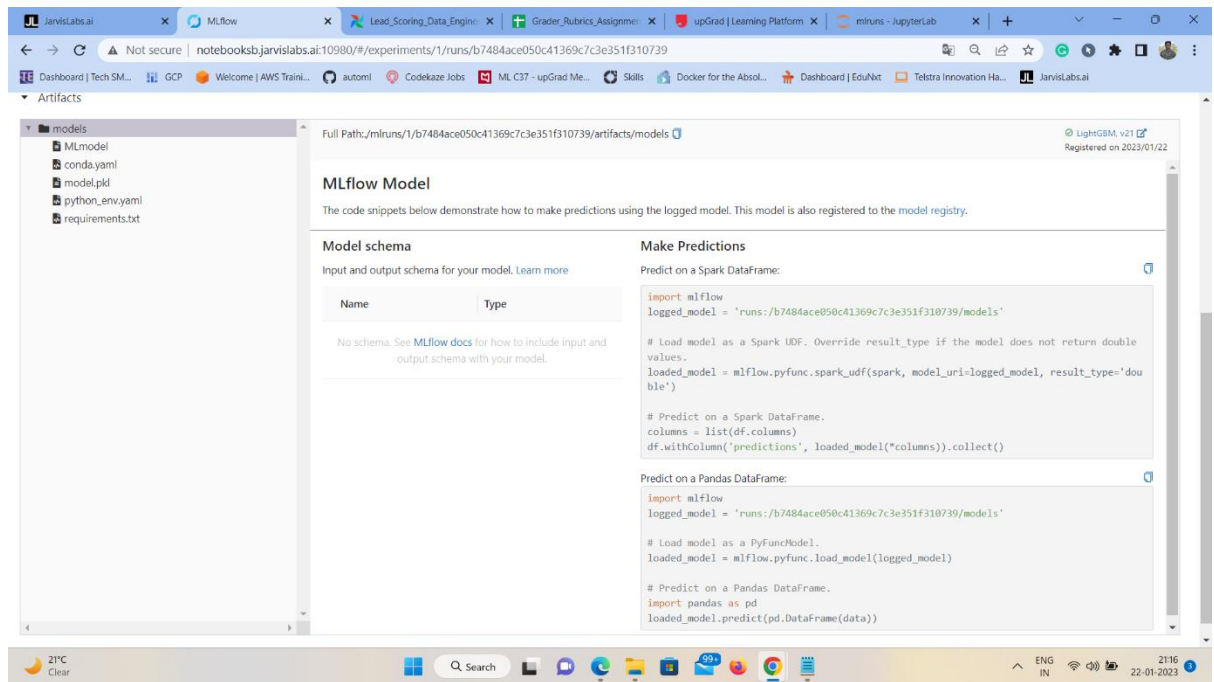 JarvisLabs.ai
MLflow
Lead_Scoring_Data_Engine
Grader_Rubrics_Assignmen
upGrad | Learning Platform
mlruns - JupyterLab
Not secure
notebooksb.jarvislabs.ai:10980/#/experiments/1/runs/b7484ace050c41369c7c3e351f310739
Dashboard | Tech SM...
GCP
Welcome | AWS Traini...
automl
Codekaze Jobs
ML C37 - upGrad Me...
Skills
Docker for the Absol...
Dashboard | EduNxt
Telstra Innovation Ha...
JarvisLabs.ai
Artifacts
models
MLmodel
conda.yaml
model.pkl
python_env.yaml
requirements.txt
Full Path:./mlruns/1/b7484ace050c41369c7c3e351f310739/artifacts/models
LightGBM, v21
Registered on 2023/01/22
MLflow Model
The code snippets below demonstrate how to make predictions using the logged model. This model is also registered to the model registry.
Model schema
Input and output schema for your model. Learn more
Name Type
No schema. See MLflow docs for how to include input and
output schema with your model.
Make Predictions
Predict on a Spark DataFrame:
import mlflow
logged_model = 'runs:/b7484ace050c41369c7c3e351f310739/models'
# Load model as a Spark UDF. Override result_type if the model does not return double
values.
loaded_model = mlflow.pyfunc.spark_udf(spark, model_uri=logged_model, result_type='dou
ble')
# Predict on a Spark DataFrame.
columns = list(df.columns)
df.withColumn('predictions', loaded_model(*columns)).collect()
Predict on a Pandas DataFrame:
import mlflow
logged_model = 'runs:/b7484ace050c41369c7c3e351f310739/models'
# Load model as a PyFuncModel.
loaded_model = mlflow.pyfunc.load_model(logged_model)
# Predict on a Pandas DataFrame.
import pandas as pd
loaded_model.predict(pd.DataFrame(data))
21°C
Clear
Search
99+
ENG
IN
21:16
22-01-2023
3